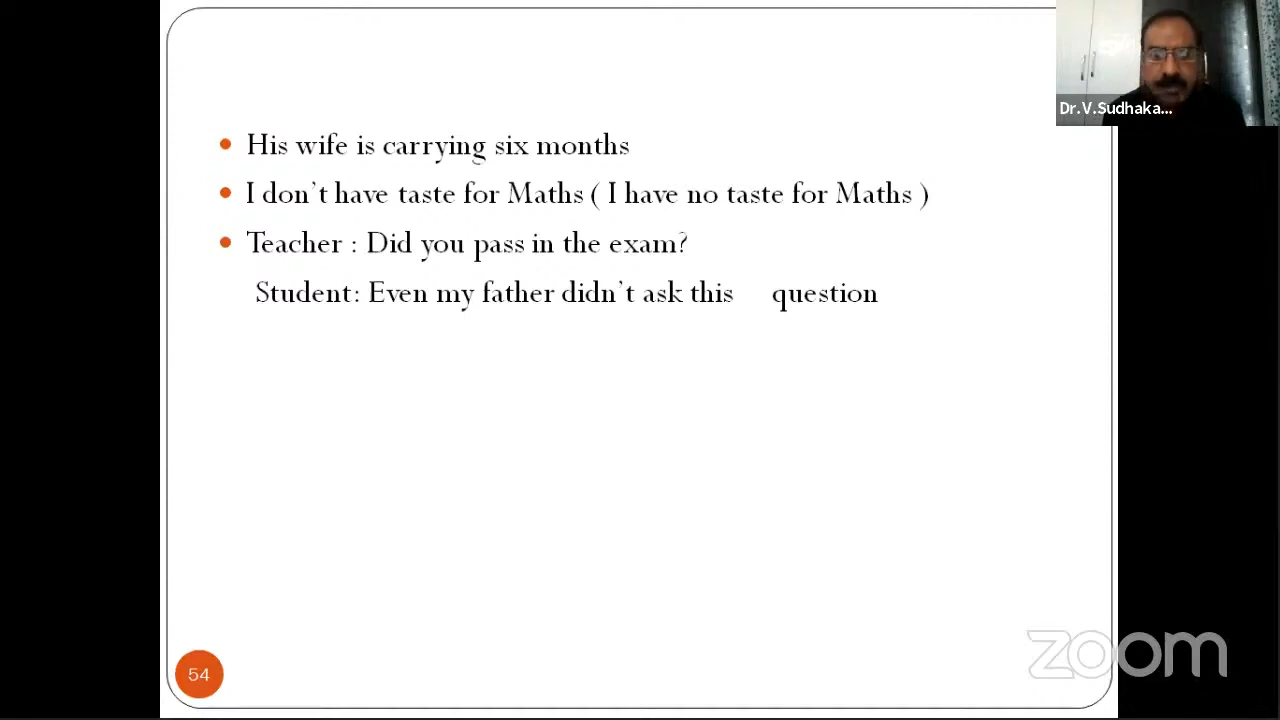 Dr.V.Sudhaka...
• His wife is carrying six months
• I don't have taste for Maths ( I have no taste for Maths )
• Teacher : Did you pass in the exam?
Student: Even my father didn't ask this question
54
zoom